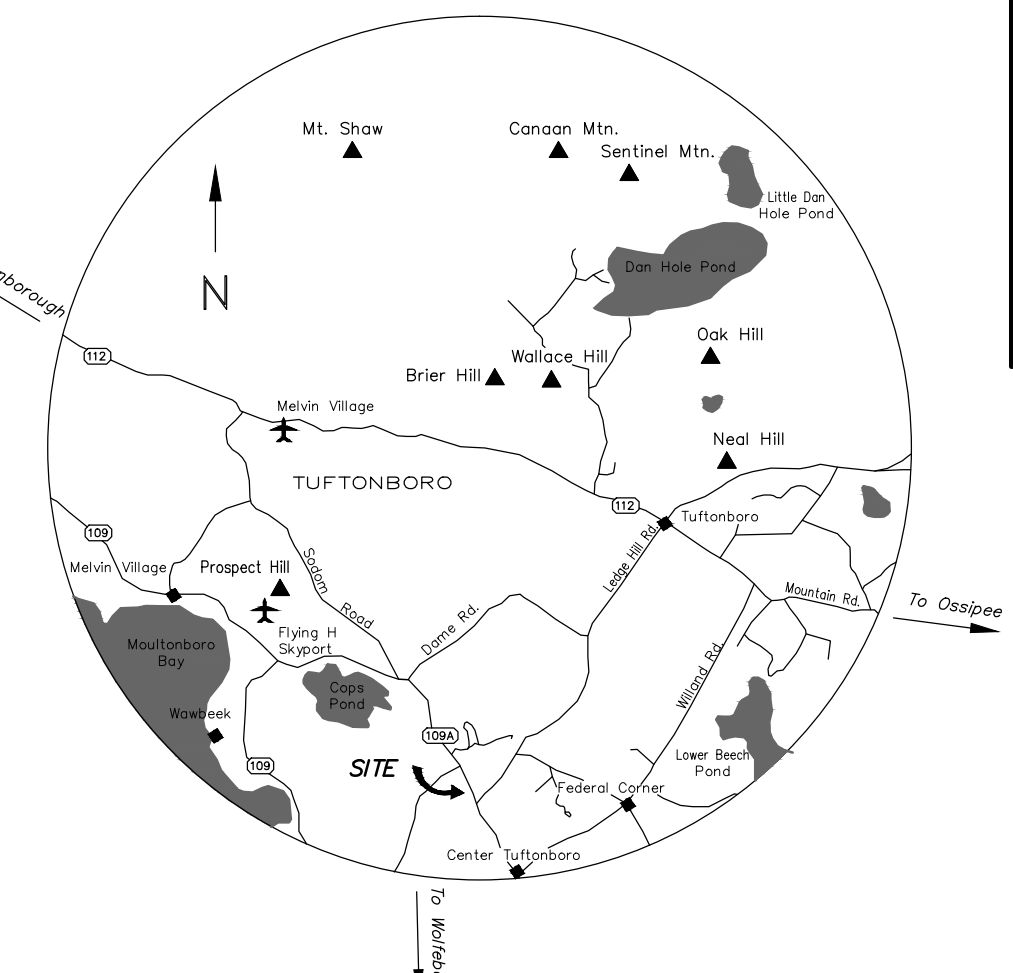 Mt. Shaw
Canaan Mtn.
Sentinel Mtn.
Little Dan
Hole Pond
Dan Hole Pond
N
Oak Hill
112
Wallace Hill
Brier Hill
Melvin Village
Neal Hill
TUFTONBORO
112
Tuftonboro
109
Ledge Hill Rd.
Melvin Village
Prospect Hill
Sodom
Road
Mountain Rd.
To Ossipee
Dame Rd.
Flying H
Skyport
Moultonboro
Bay
Willand Rd.
Cops
Pond
Wawbeek
109A
Lower Beech
Pond
109
SITE
Federal Corner
Center Tuftonboro